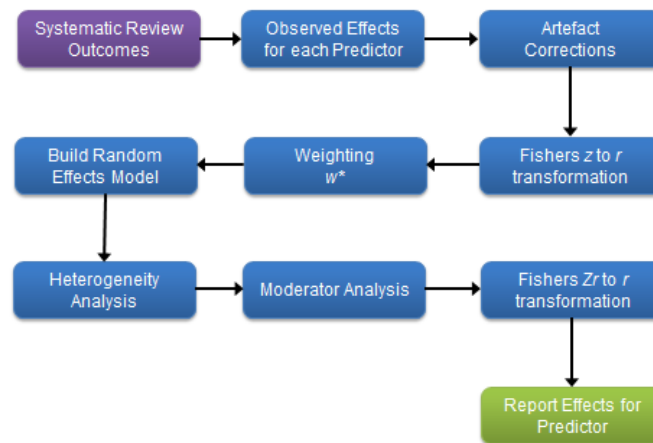 Systematic Review
Outcomes
Observed Effects
for each Predictor
Artefact
Corrections
Fishers z to r
transformation
Weighting
w*
Build Random
Effects Model
Heterogeneity
Analysis
Moderator Analysis
Fishers Zr to r
transformation
Report Effects for
Predictor